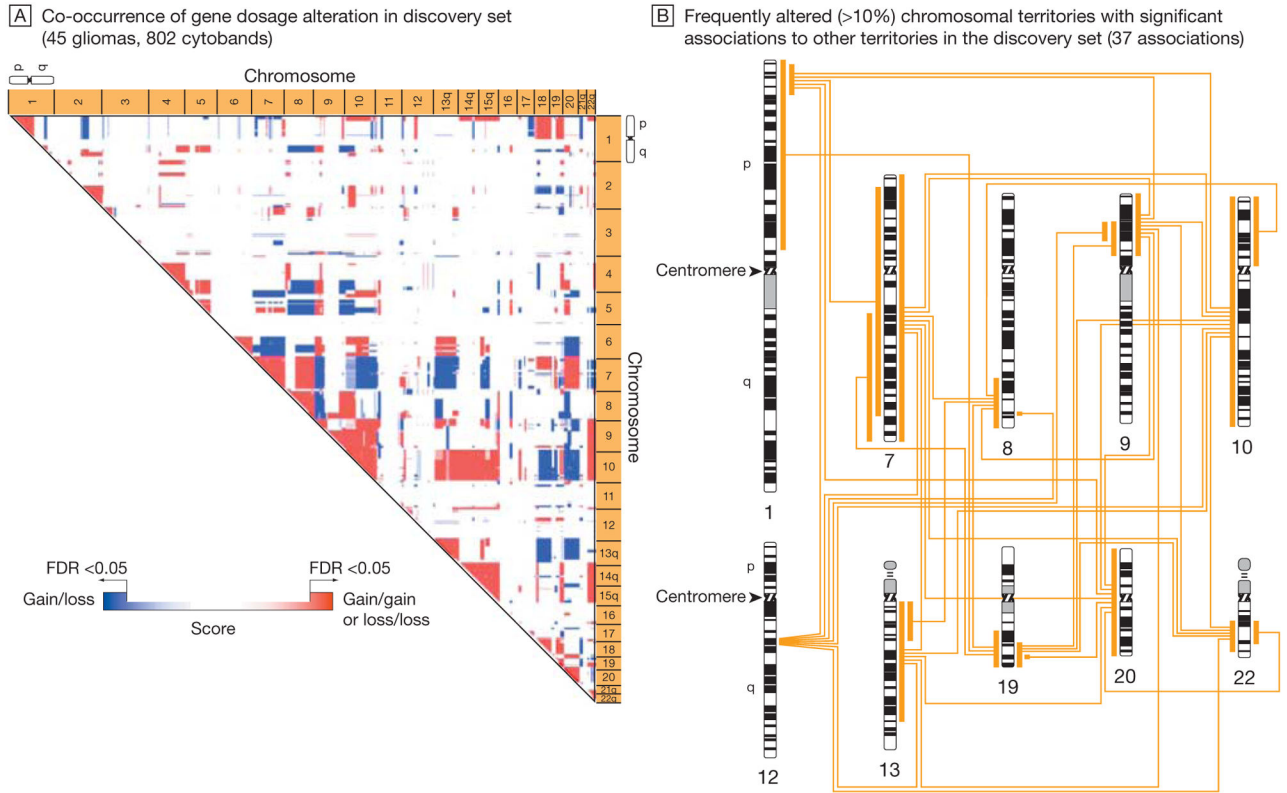 A Co-occurrence of gene dosage alteration in discovery set
(45 gliomas, 802 cytobands)
p q
Chromosome
1 2 3 4 5 6 7 8 9 10 11 12 13q 14q 15q 16 17 18 19 20 21q 22q
p
q
1
2
3
4
5
6
7
8
9
10
11
12
13q
14q
15q
16
17
18
19
20
21q
22q
Chromosome
FDR <0.05 FDR <0.05
Gain/loss Gain/gain
or loss/loss
Score
B Frequently altered (>10%) chromosomal territories with significant
associations to other territories in the discovery set (37 associations)
p
Centromere
q
7 8 9 10
1
p
Centromere
q
19 20 22
12 13